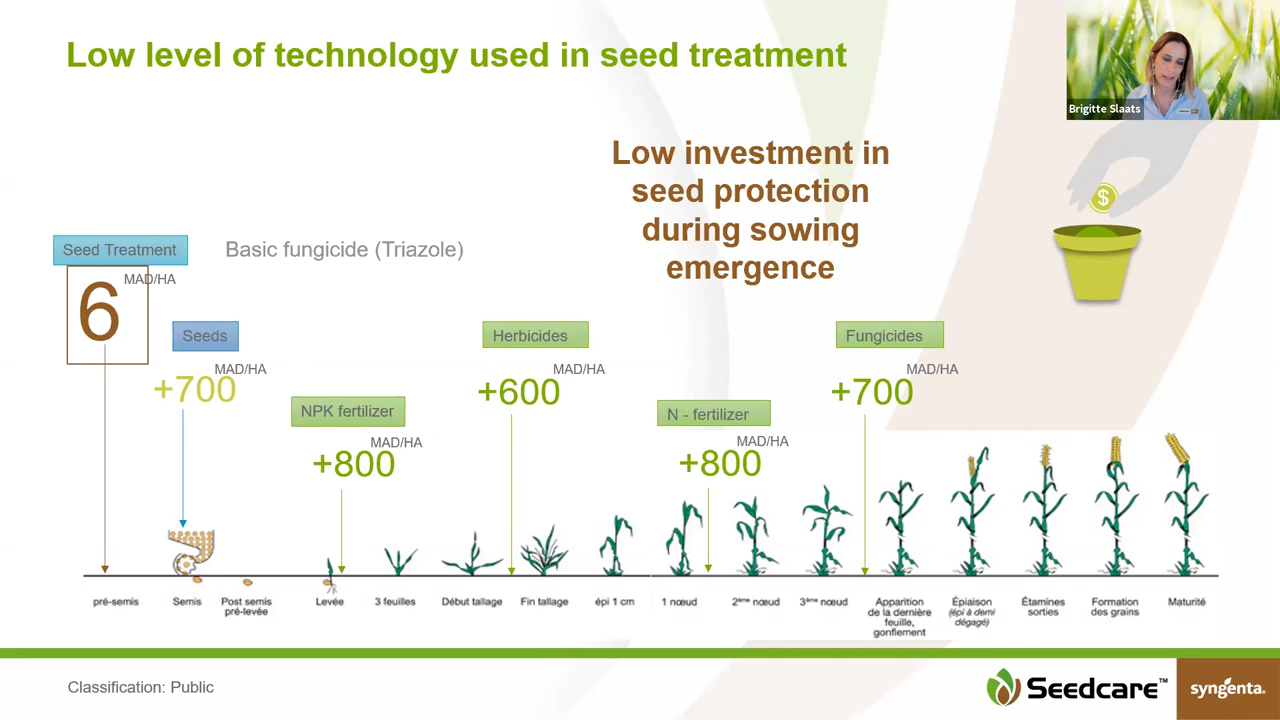 Low level of technology used in seed treatment
Brigitte Slaats
Low investment in
seed protection
during sowing
emergence
$
Seed Treatment
Basic fungicide (Triazole)
6 MAD/HA
Seeds
+700 MAD/HA
NPK fertilizer
+800 MAD/HA
Herbicides
+600 MAD/HA
N - fertilizer
+800 MAD/HA
Fungicides
+700 MAD/HA
pré-semis
Semis
Post semis
pré-levée
Levée
3 feuilles
Début tallage
Fin tallage
épi 1 cm
1 nœud
2ème nœud
3ème nœud
Apparition
de la dernière
feuille,
gonflement
Épiaison
(épi à demi
dégagé)
Étamines
sorties
Formation
des grains
Maturité
Classification: Public
Seedcare™
syngenta®